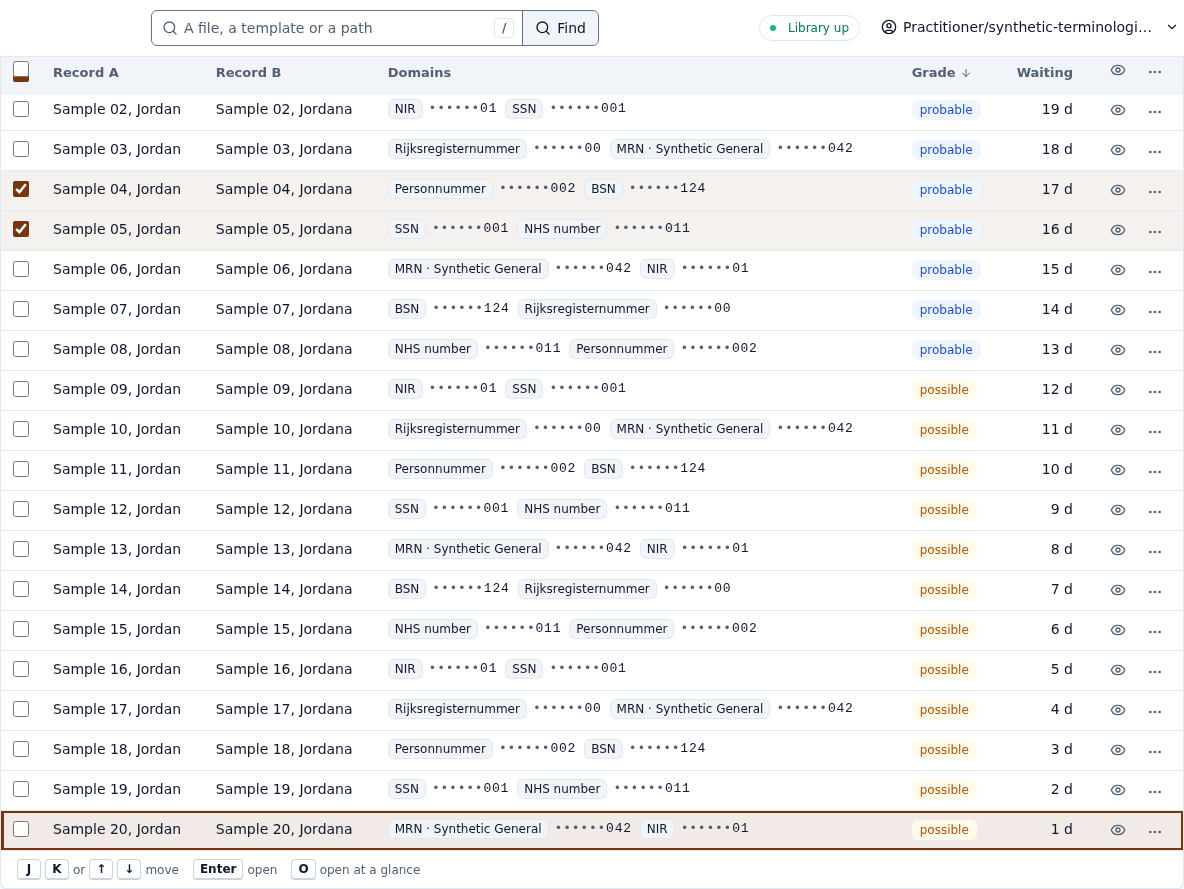 A file, a template or a path / Find Library up Practitioner/synthetic-terminologi…
Record A Record B Domains Grade ↓ Waiting …
Sample 02, Jordan Sample 02, Jordana NIR ••••••01 SSN ••••••001 probable 19 d …
Sample 03, Jordan Sample 03, Jordana Rijksregisternummer ••••••00 MRN · Synthetic General ••••••042 probable 18 d …
Sample 04, Jordan Sample 04, Jordana Personnummer ••••••002 BSN ••••••124 probable 17 d …
Sample 05, Jordan Sample 05, Jordana SSN ••••••001 NHS number ••••••011 probable 16 d …
Sample 06, Jordan Sample 06, Jordana MRN · Synthetic General ••••••042 NIR ••••••01 probable 15 d …
Sample 07, Jordan Sample 07, Jordana BSN ••••••124 Rijksregisternummer ••••••00 probable 14 d …
Sample 08, Jordan Sample 08, Jordana NHS number ••••••011 Personnummer ••••••002 probable 13 d …
Sample 09, Jordan Sample 09, Jordana NIR ••••••01 SSN ••••••001 possible 12 d …
Sample 10, Jordan Sample 10, Jordana Rijksregisternummer ••••••00 MRN · Synthetic General ••••••042 possible 11 d …
Sample 11, Jordan Sample 11, Jordana Personnummer ••••••002 BSN ••••••124 possible 10 d …
Sample 12, Jordan Sample 12, Jordana SSN ••••••001 NHS number ••••••011 possible 9 d …
Sample 13, Jordan Sample 13, Jordana MRN · Synthetic General ••••••042 NIR ••••••01 possible 8 d …
Sample 14, Jordan Sample 14, Jordana BSN ••••••124 Rijksregisternummer ••••••00 possible 7 d …
Sample 15, Jordan Sample 15, Jordana NHS number ••••••011 Personnummer ••••••002 possible 6 d …
Sample 16, Jordan Sample 16, Jordana NIR ••••••01 SSN ••••••001 possible 5 d …
Sample 17, Jordan Sample 17, Jordana Rijksregisternummer ••••••00 MRN · Synthetic General ••••••042 possible 4 d …
Sample 18, Jordan Sample 18, Jordana Personnummer ••••••002 BSN ••••••124 possible 3 d …
Sample 19, Jordan Sample 19, Jordana SSN ••••••001 NHS number ••••••011 possible 2 d …
Sample 20, Jordan Sample 20, Jordana MRN · Synthetic General ••••••042 NIR ••••••01 possible 1 d …
J K or ↑ ↓ move Enter open O open at a glance